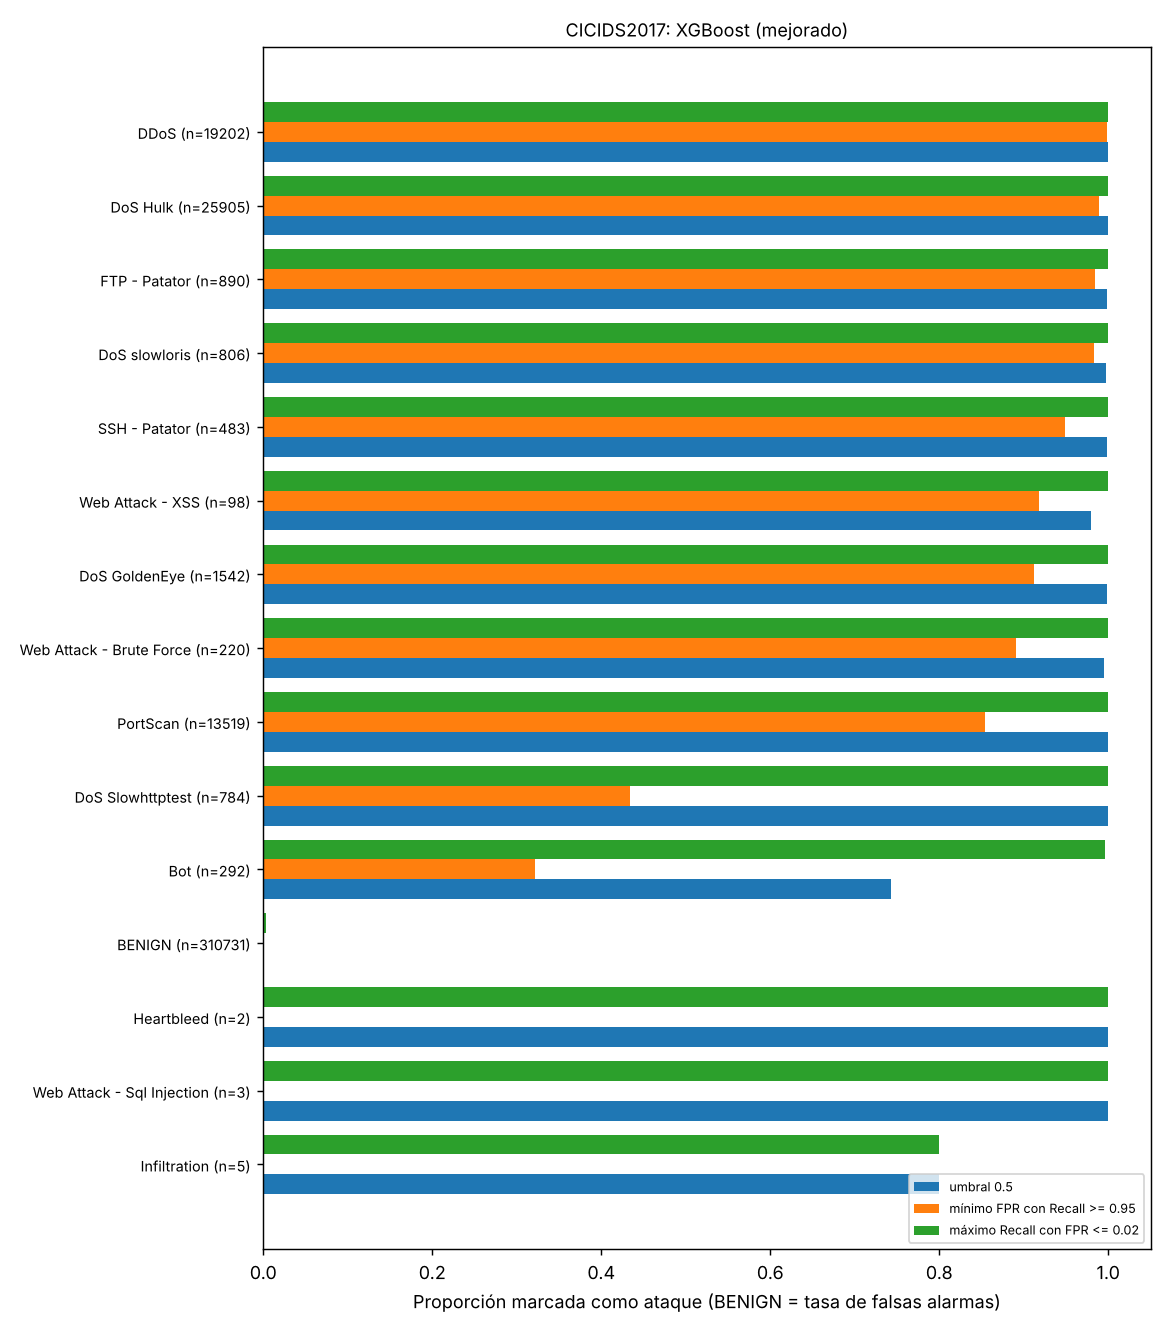 CICIDS2017: XGBoost (mejorado)
DDoS (n=19202)
DoS Hulk (n=25905)
FTP - Patator (n=890)
DoS slowloris (n=806)
SSH - Patator (n=483)
Web Attack - XSS (n=98)
DoS GoldenEye (n=1542)
Web Attack - Brute Force (n=220)
PortScan (n=13519)
DoS Slowhttptest (n=784)
Bot (n=292)
BENIGN (n=310731)
Heartbleed (n=2)
Web Attack - Sql Injection (n=3)
Infiltration (n=5)
umbral 0.5
mínimo FPR con Recall >= 0.95
máximo Recall con FPR <= 0.02
0.0 0.2 0.4 0.6 0.8 1.0
Proporción marcada como ataque (BENIGN = tasa de falsas alarmas)